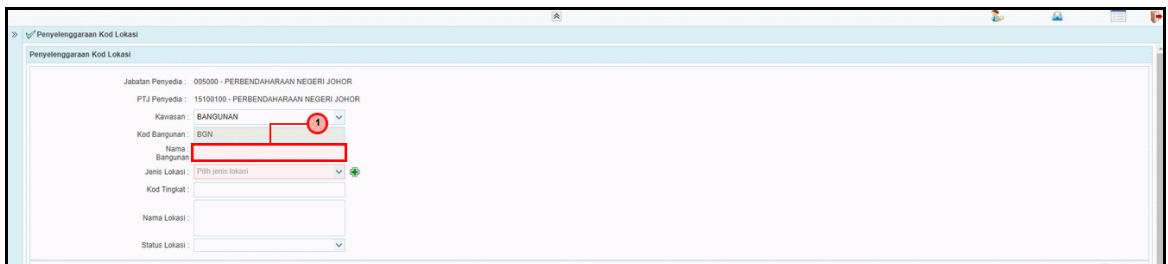 Penyelenggaraan Kod Lokasi
Penyelenggaraan Kod Lokasi
Jabatan Penyedia : 005000 - PERBENDAHARAAN NEGERI JOHOR
PTJ Penyedia : 15100100 - PERBENDAHARAAN NEGERI JOHOR
Kawasan : BANGUNAN
1
Kod Bangunan : BGN
Nama :
Bangunan
Jenis Lokasi : Pilih jenis lokasi
Kod Tingkat :
Nama Lokasi :
Status Lokasi :